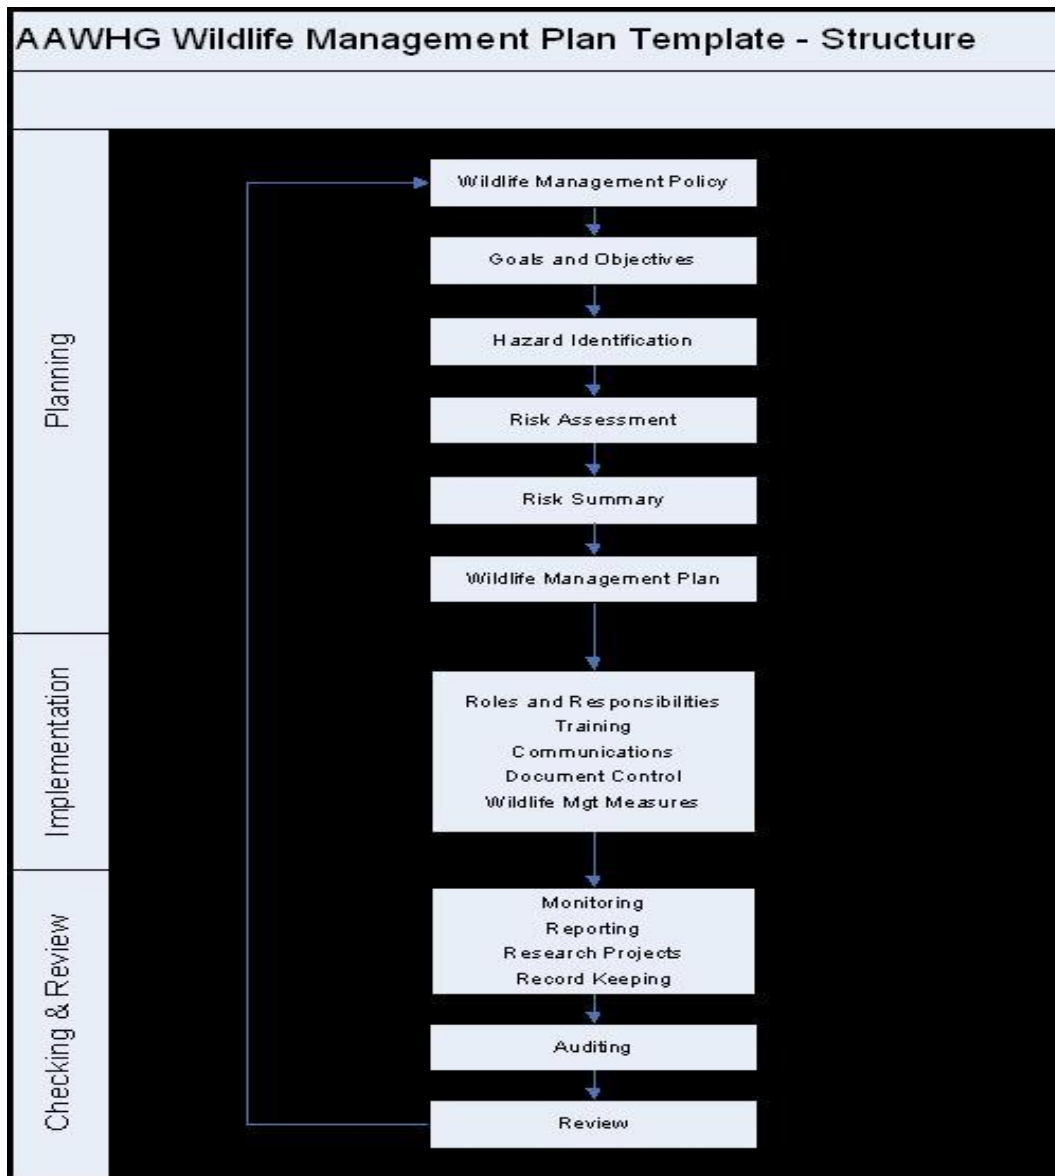 AAWHG Wildlife Management Plan Template - Structure
Planning
Wildlife Management Policy
Goals and Objectives
Hazard Identification
Risk Assessment
Risk Summary
Wildlife Management Plan
Implementation
Roles and Responsibilities
Training
Communications
Document Control
Wildlife Mgt Measures
Checking & Review
Monitoring
Reporting
Research Projects
Record Keeping
Auditing
Review